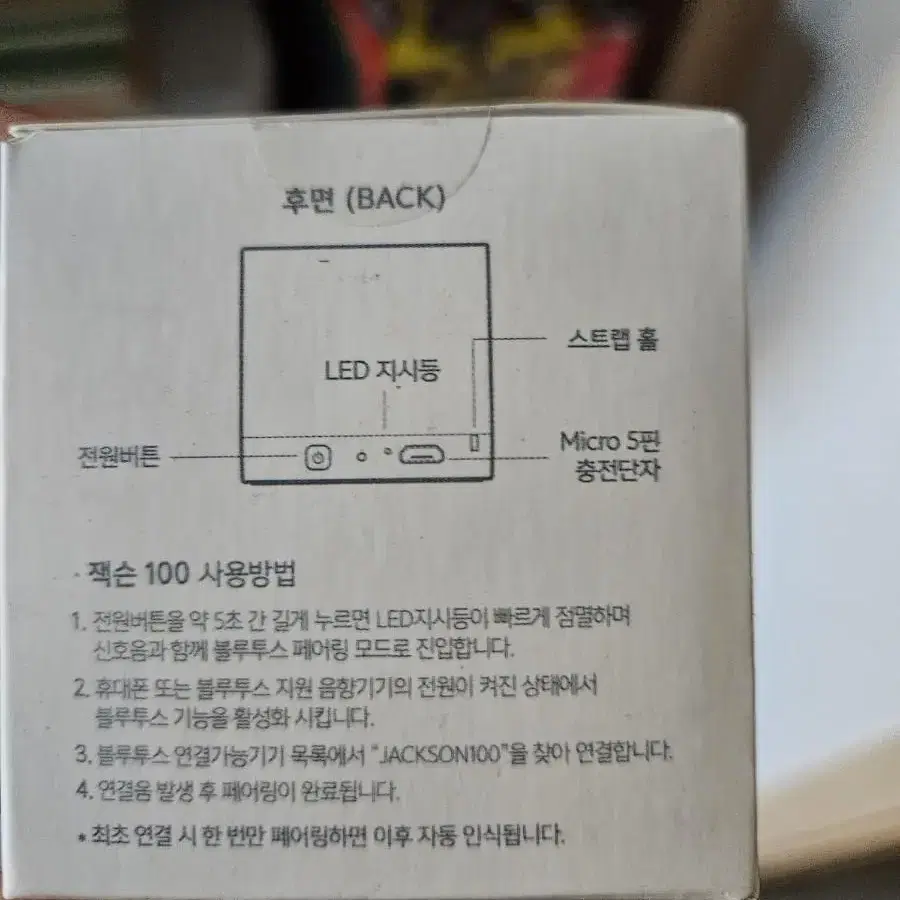 후면 (BACK)
스트랩 홀
LED 지시등
전원버튼
Micro 5핀
충전단자
· 잭슨 100 사용방법
1. 전원버튼을 약 5초 간 길게 누르면 LED지시등이 빠르게 점멸하며
신호음과 함께 블루투스 페어링 모드로 진입합니다.
2. 휴대폰 또는 블루투스 지원 음향기기의 전원이 켜진 상태에서
블루투스 기능을 활성화 시킵니다.
3. 블루투스 연결가능기기 목록에서 "JACKSON100"을 찾아 연결합니다.
4. 연결음 발생 후 페어링이 완료됩니다.
* 최초 연결 시 한 번만 페어링하면 이후 자동 인식됩니다.